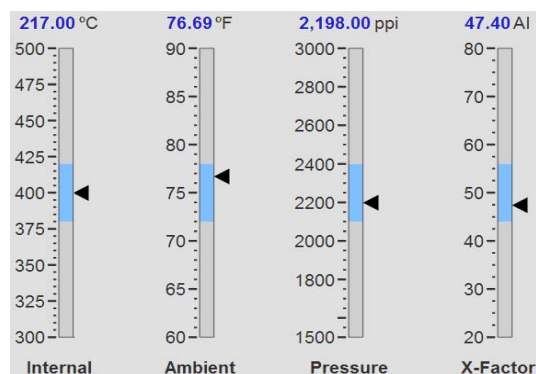 217.00 °C 76.69 °F 2,198.00 ppi 47.40 AI
500 90 3000 80
475 85 2800 70
450 80 2600 60
425 75 2400 50
400 70 2200 40
375 65 2000 30
350 60 1800 20
325 1500
300
Internal Ambient Pressure X-Factor